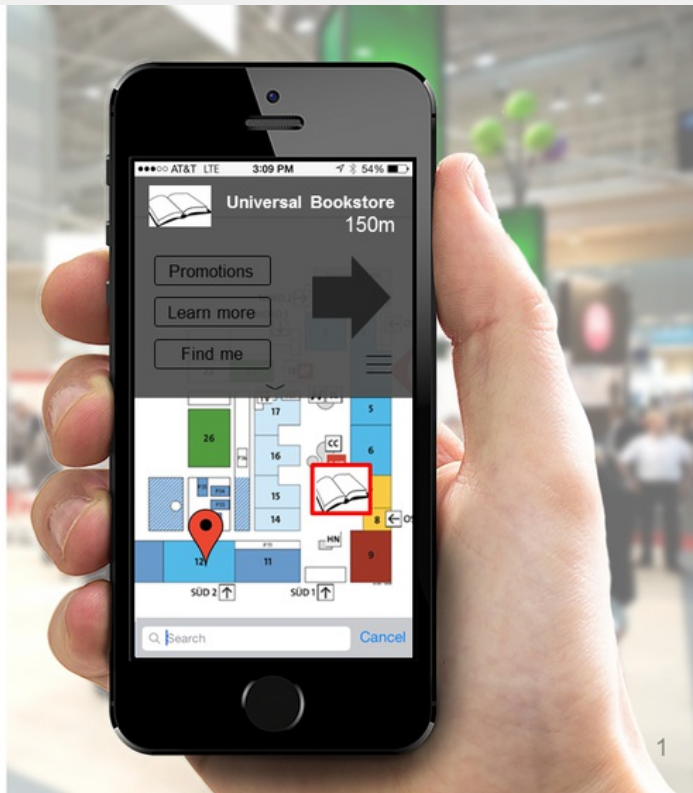 AT&T LTE 3:09 PM 54%
Universal Bookstore
150m
Promotions
Learn more
Find me
17
5
26
CC
6
16
15
14
8
HN
9
12
11
SÜD 2
SÜD 1
Search
Cancel
1